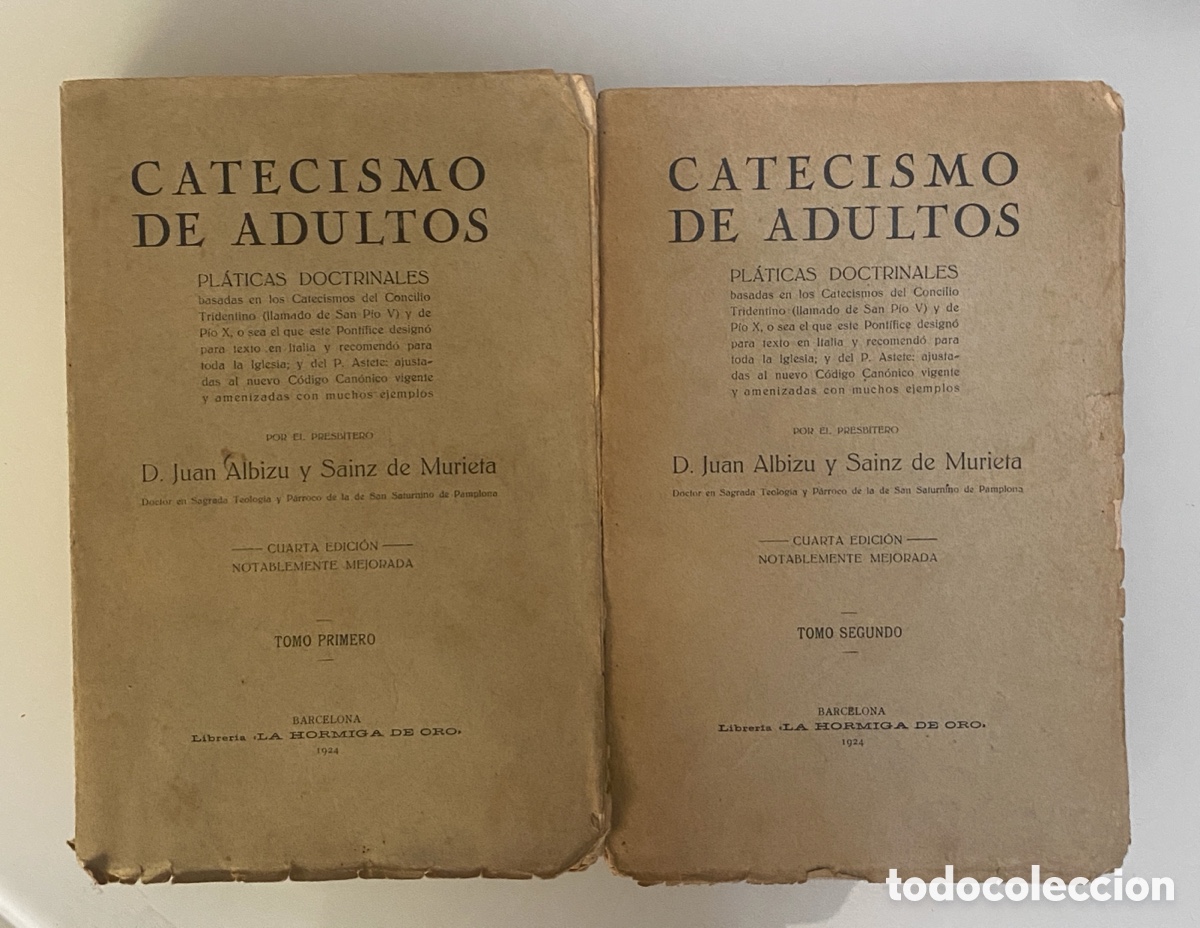 CATECISMO
DE ADULTOS
PLÁTICAS DOCTRINALES
basadas en los Catecismos del Concilio
Tridentino (llamado de San Pío V) y de
Pío X, o sea el que este Pontífice designó
para texto en Italia y recomendó para
toda la Iglesia; y del P. Astete: ajusta-
das al nuevo Código Canónico vigente
y amenizadas con muchos ejemplos
POR EL PRESBITERO
D. Juan Albizu y Sainz de Murieta
Doctor en Sagrada Teología y Párroco de la de San Saturnino de Pamplona
CUARTA EDICIÓN
NOTABLEMENTE MEJORADA
TOMO PRIMERO
BARCELONA
Librería «LA HORMIGA DE ORO»
1924
CATECISMO
DE ADULTOS
PLÁTICAS DOCTRINALES
basadas en los Catecismos del Concilio
Tridentino (llamado de San Pío V) y de
Pío X, o sea el que este Pontífice designó
para texto en Italia y recomendó para
toda la Iglesia; y del P. Astete: ajusta-
das al nuevo Código Canónico vigente
y amenizadas con muchos ejemplos
POR EL PRESBITERO
D. Juan Albizu y Sainz de Murieta
Doctor en Sagrada Teología y Párroco de la de San Saturnino de Pamplona
CUARTA EDICIÓN
NOTABLEMENTE MEJORADA
TOMO SEGUNDO
BARCELONA
Librería «LA HORMIGA DE ORO»
1924
todocoleccion